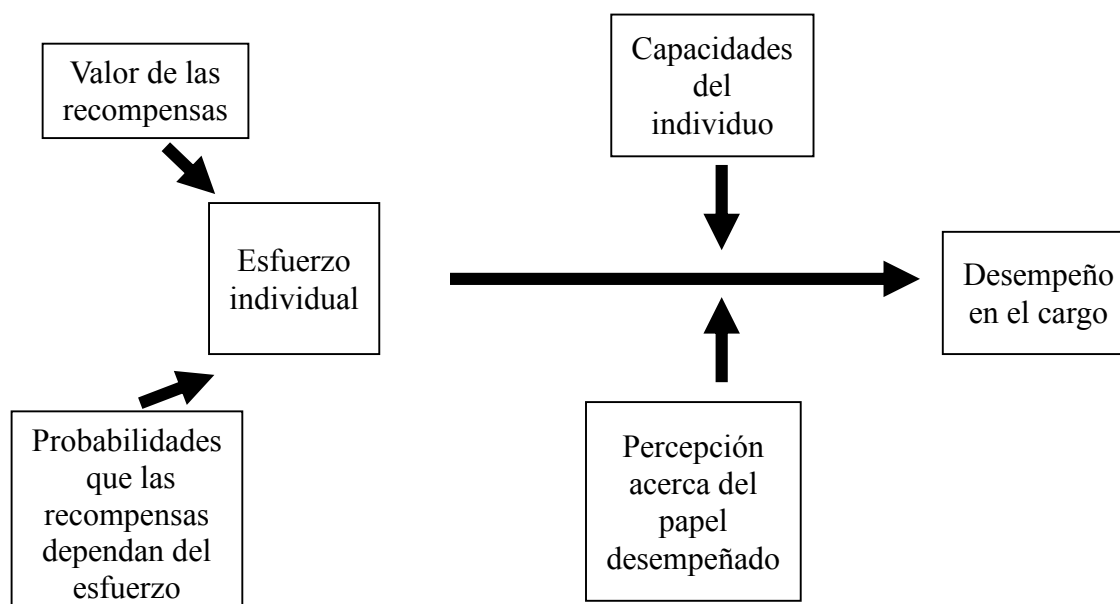 Valor de las
recompensas
Capacidades
del
individuo
Esfuerzo
individual
Desempeño
en el cargo
Probabilidades
que las
recompensas
dependan del
esfuerzo
Percepción
acerca del
papel
desempeñado